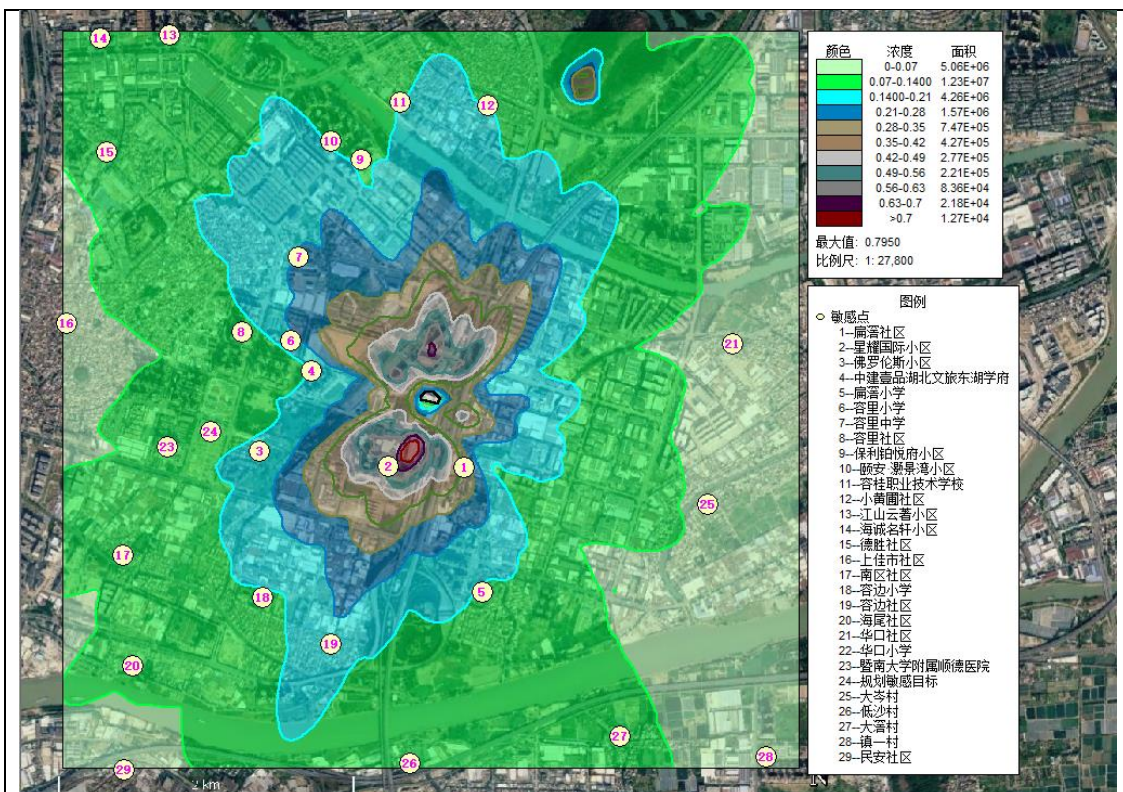 颜色 浓度 面积
0-0.07 5.06E+06
0.07-0.1400 1.23E+07
0.1400-0.21 4.26E+06
0.21-0.28 1.57E+06
0.28-0.35 7.47E+05
0.35-0.42 4.27E+05
0.42-0.49 2.77E+05
0.49-0.56 2.21E+05
0.56-0.63 8.36E+04
0.63-0.7 2.18E+04
>0.7 1.27E+04
最大值: 0.7950
比例尺: 1: 27,800
图例
敏感点
1--扁滘社区
2--星耀国际小区
3--佛罗伦斯小区
4--中建壹品湖北文旅东湖学府
5--扁滘小学
6--容里小学
7--容里中学
8--容里社区
9--保利铂悦府小区
10--颐安·灏景湾小区
11--容桂职业技术学校
12--小黄圃社区
13--江山云著小区
14--海诚名轩小区
15--德胜社区
16--上佳市社区
17--南区社区
18--容边小学
19--容边社区
20--海尾社区
21--华口社区
22--华口小学
23--暨南大学附属顺德医院
24--规划敏感目标
25--大岑村
26--低沙村
27--大滘村
28--镇一村
29--民安社区
14
13
11
12
10
15
9
7
16
8
6
21
4
24
23
3
2
1
25
17
18
5
19
20
27
28
26
29
2 km
N